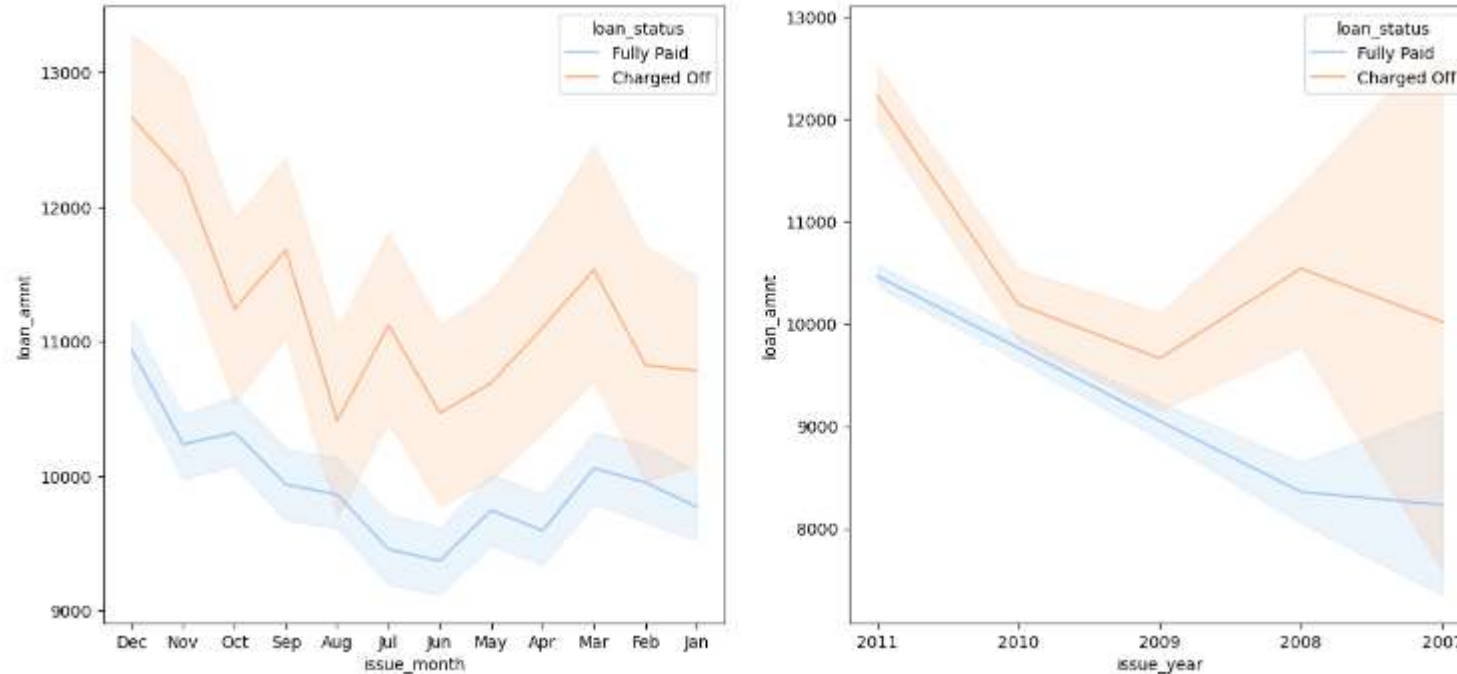 loan_status
Fully Paid
Charged Off
13000
12000
11000
10000
9000
loan_amnt
Dec Nov Oct Sep Aug Jul Jun May Apr Mar Feb Jan
issue_month
loan_status
Fully Paid
Charged Off
13000
12000
11000
10000
9000
8000
loan_amnt
2011 2010 2009 2008 2007
issue_year